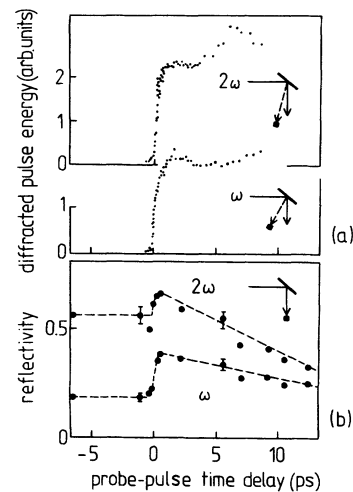 diffracted pulse energy (arb.units)
2
1
0
2ω
1
0
ω
(a)
reflectivity
0.5
0
2ω
ω
(b)
-5
0
5
10
probe-pulse time delay (ps)